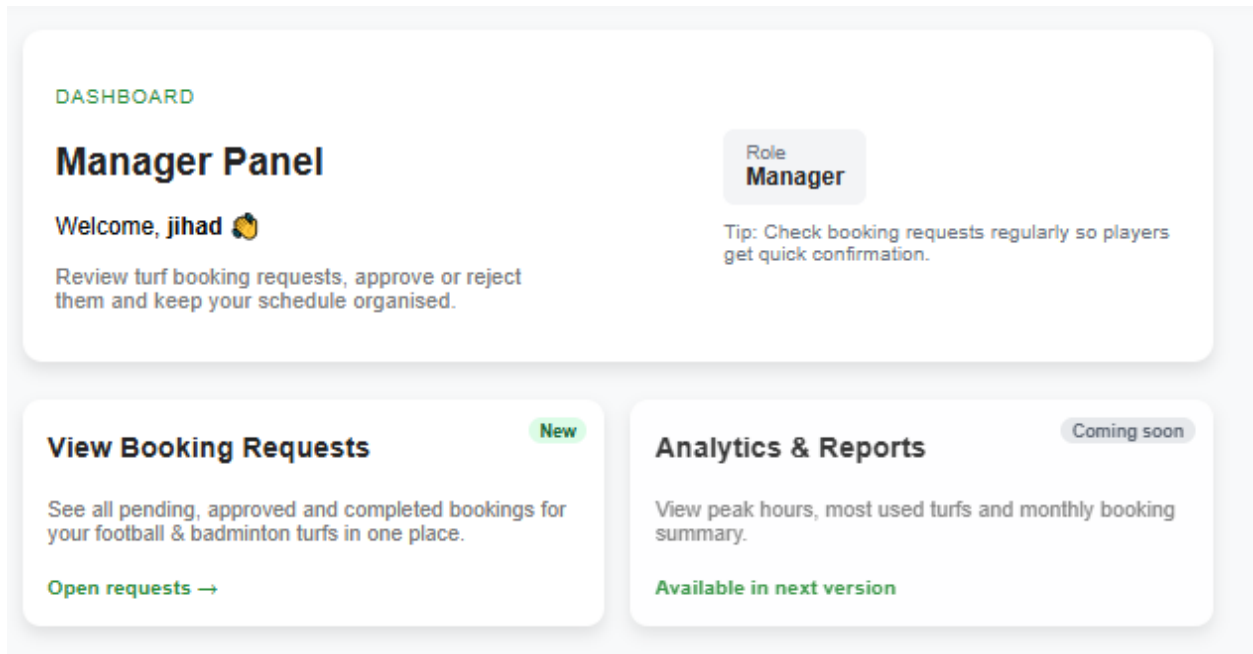 DASHBOARD
Manager Panel
Welcome, jihad 👏
Review turf booking requests, approve or reject
them and keep your schedule organised.
Role
Manager
Tip: Check booking requests regularly so players
get quick confirmation.
View Booking Requests
New
See all pending, approved and completed bookings for
your football & badminton turfs in one place.
Open requests →
Analytics & Reports
Coming soon
View peak hours, most used turfs and monthly booking
summary.
Available in next version